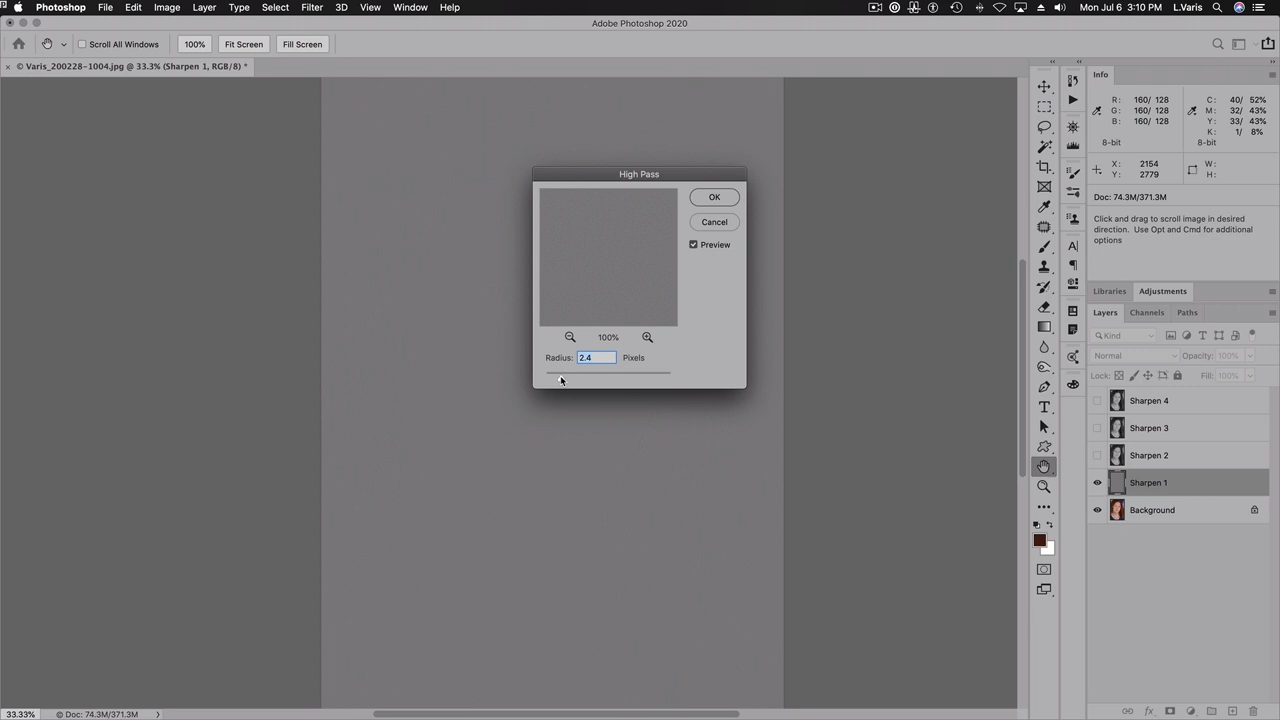 Photoshop File Edit Image Layer Type Select Filter 3D View Window Help Mon Jul 6 3:10 PM L.Varis
Adobe Photoshop 2020
Scroll All Windows 100% Fit Screen Fill Screen
© Varis_200228-1004.jpg @ 33.3% (Sharpen 1, RGB/8) *
Info
R: 160/ 128 C: 40/ 52%
G: 160/ 128 M: 32/ 43%
B: 160/ 128 Y: 33/ 43%
K: 1/ 8%
8-bit 8-bit
X: 2154 W:
Y: 2779 H:
Doc: 74.3M/371.3M
Click and drag to scroll image in desired
direction. Use Opt and Cmd for additional
options
High Pass
OK
Cancel
Preview
100%
Radius: 2.4 Pixels
Libraries Adjustments
Layers Channels Paths
Kind
Normal Opacity: 100%
Lock: Fill: 100%
Sharpen 4
Sharpen 3
Sharpen 2
Sharpen 1
Background
33.33% © Doc: 74.3M/371.3M